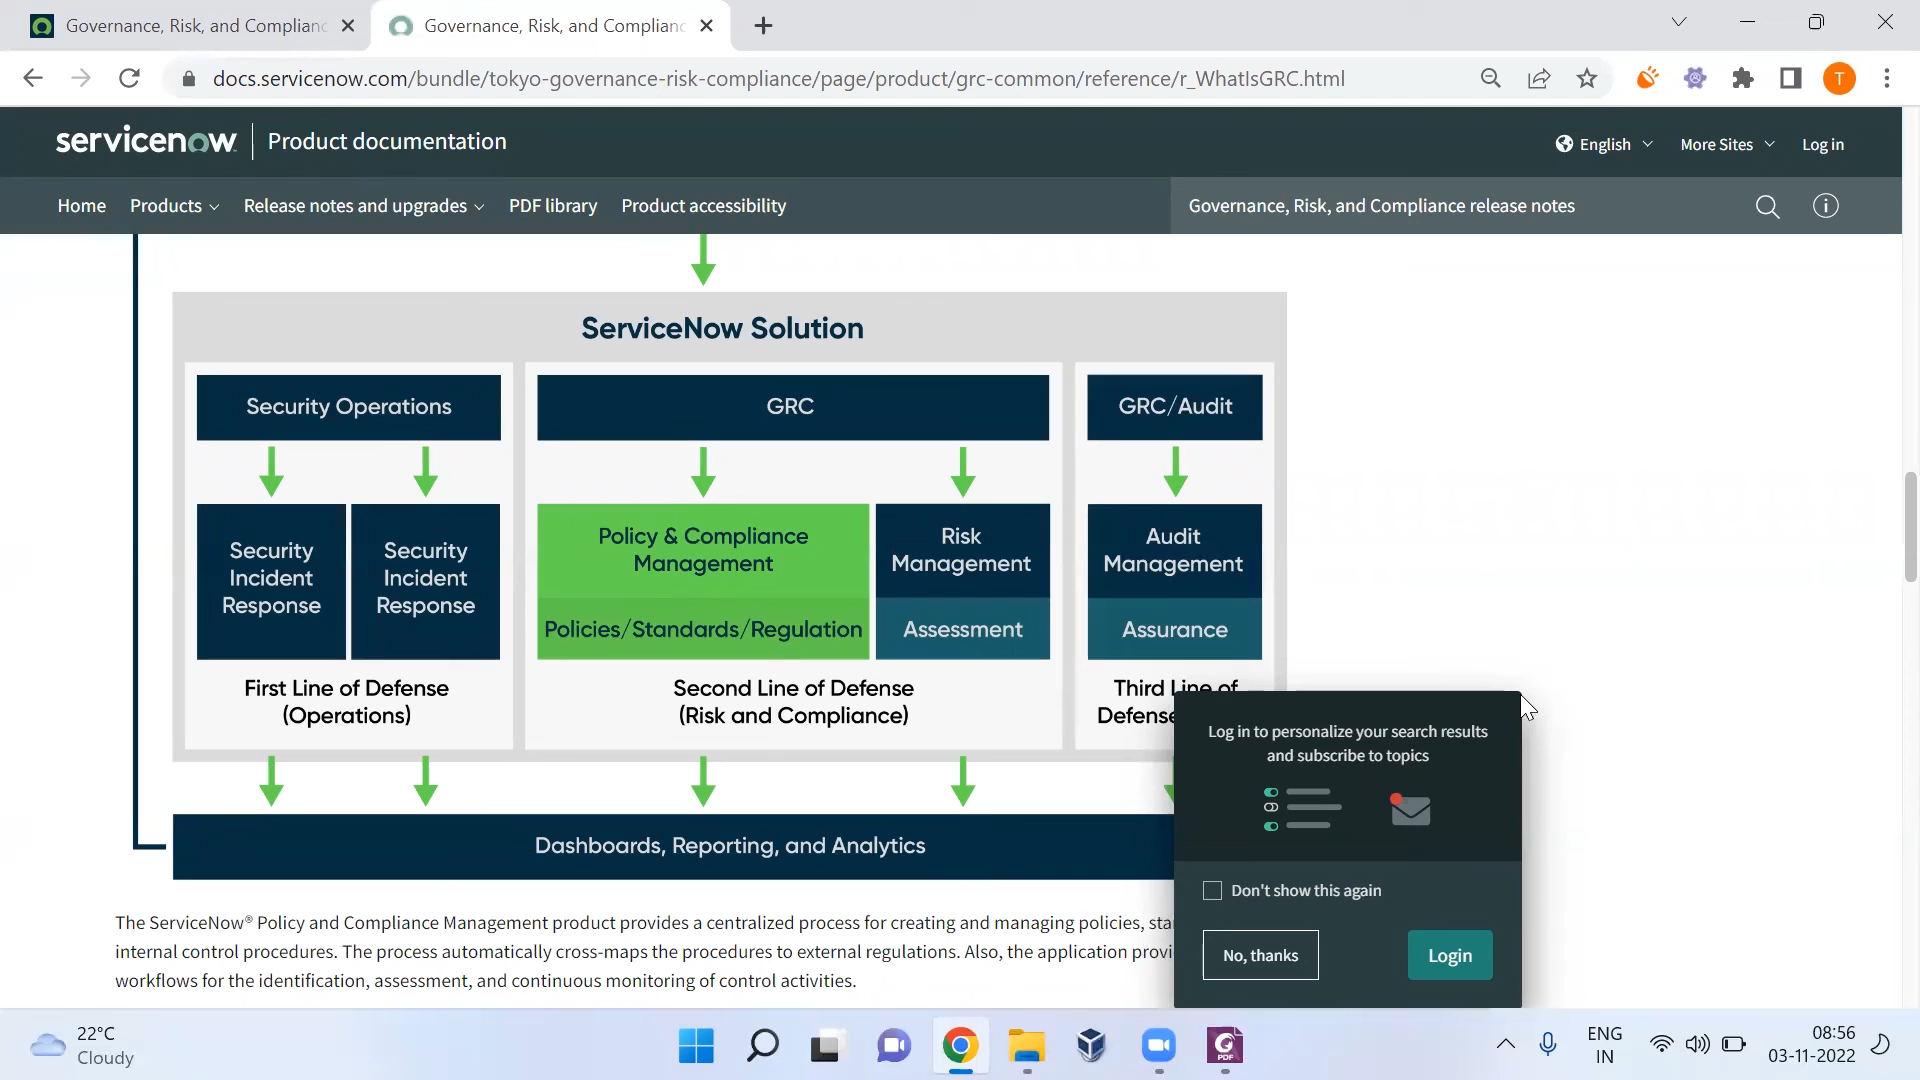 Governance, Risk, and Complianc
Governance, Risk, and Complianc
docs.servicenow.com/bundle/tokyo-governance-risk-compliance/page/product/grc-common/reference/r_WhatIsGRC.html
T
servicenow
Product documentation
English
More Sites
Log in
Home
Products
Release notes and upgrades
PDF library
Product accessibility
Governance, Risk, and Compliance release notes
ServiceNow Solution
Security Operations
GRC
GRC/Audit
Security
Incident
Response
Security
Incident
Response
Policy & Compliance
Management
Policies/Standards/Regulation
Risk
Management
Assessment
Audit
Management
Assurance
First Line of Defense
(Operations)
Second Line of Defense
(Risk and Compliance)
Third Line of
Defense
Dashboards, Reporting, and Analytics
The ServiceNow® Policy and Compliance Management product provides a centralized process for creating and managing policies, sta
internal control procedures. The process automatically cross-maps the procedures to external regulations. Also, the application provi
workflows for the identification, assessment, and continuous monitoring of control activities.
Log in to personalize your search results
and subscribe to topics
Don't show this again
No, thanks
Login
22°C
Cloudy
PDF
ENG
IN
08:56
03-11-2022